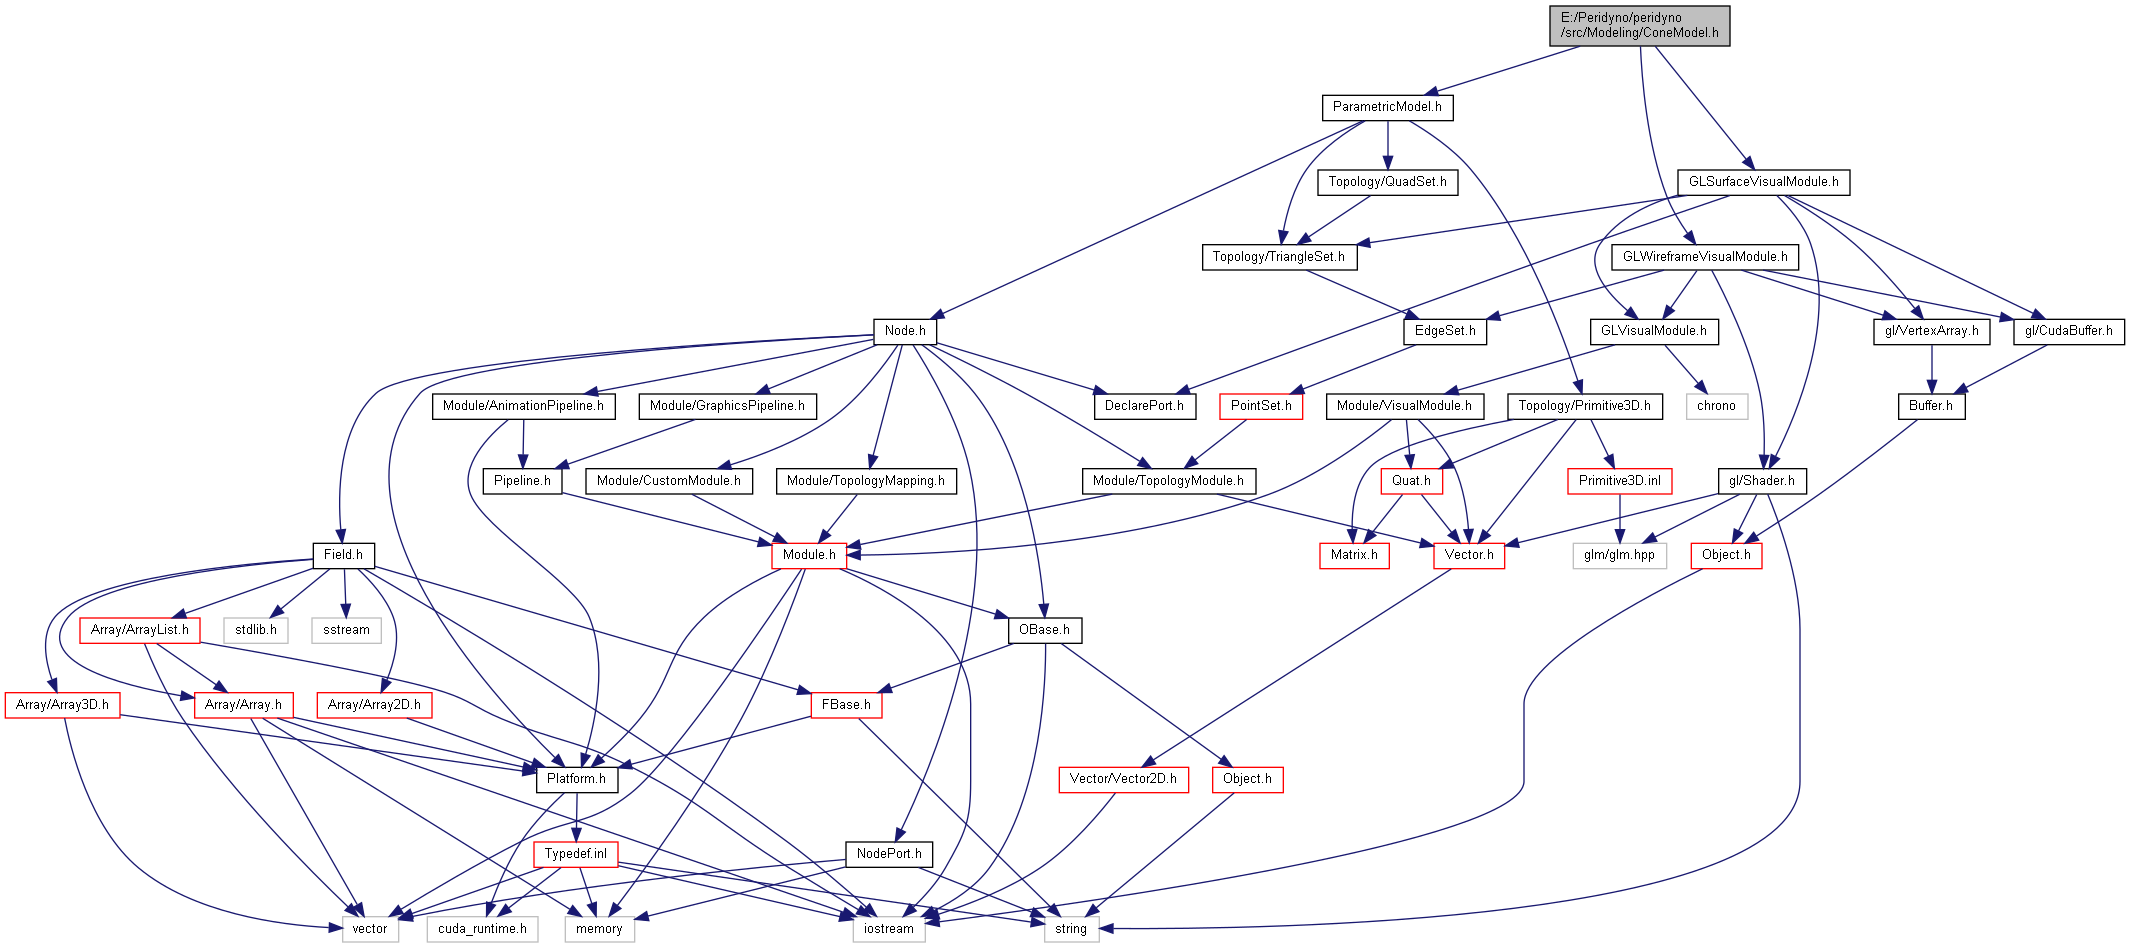 E:/Peridyno/peridyno
/src/Modeling/ConeModel.h
ParametricModel.h
Topology/QuadSet.h
GLSurfaceVisualModule.h
Topology/TriangleSet.h
GLWireframeVisualModule.h
Node.h
EdgeSet.h
GLVisualModule.h
gl/VertexArray.h
gl/CudaBuffer.h
Module/AnimationPipeline.h
Module/GraphicsPipeline.h
DeclarePort.h
PointSet.h
Module/VisualModule.h
Topology/Primitive3D.h
chrono
Buffer.h
Pipeline.h
Module/CustomModule.h
Module/TopologyMapping.h
Module/TopologyModule.h
Quat.h
Primitive3D.inl
gl/Shader.h
Field.h
Module.h
Matrix.h
Vector.h
glm/glm.hpp
Object.h
Array/ArrayList.h
stdlib.h
sstream
OBase.h
Array/Array3D.h
Array/Array.h
Array/Array2D.h
FBase.h
Platform.h
Vector/Vector2D.h
Object.h
Typedef.inl
NodePort.h
vector
cuda_runtime.h
memory
iostream
string